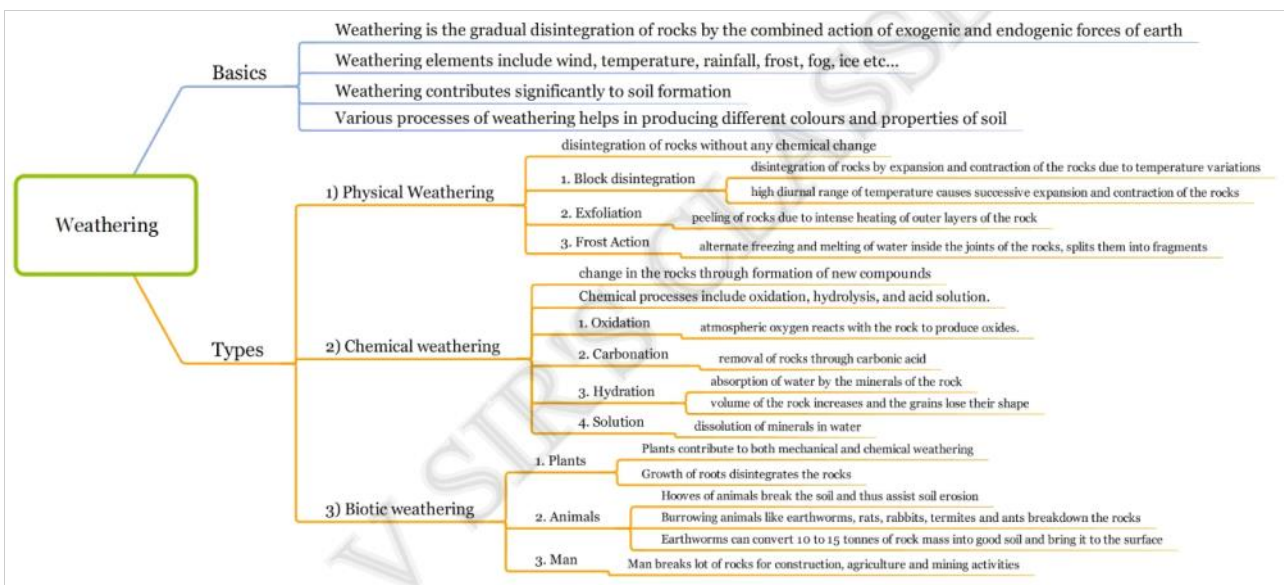 Weathering
Basics
Weathering is the gradual disintegration of rocks by the combined action of exogenic and endogenic forces of earth
Weathering elements include wind, temperature, rainfall, frost, fog, ice etc...
Weathering contributes significantly to soil formation
Various processes of weathering helps in producing different colours and properties of soil
Types
1) Physical Weathering
disintegration of rocks without any chemical change
1. Block disintegration
disintegration of rocks by expansion and contraction of the rocks due to temperature variations
high diurnal range of temperature causes successive expansion and contraction of the rocks
2. Exfoliation
peeling of rocks due to intense heating of outer layers of the rock
3. Frost Action
alternate freezing and melting of water inside the joints of the rocks, splits them into fragments
2) Chemical weathering
change in the rocks through formation of new compounds
Chemical processes include oxidation, hydrolysis, and acid solution.
1. Oxidation
atmospheric oxygen reacts with the rock to produce oxides.
2. Carbonation
removal of rocks through carbonic acid
3. Hydration
absorption of water by the minerals of the rock
volume of the rock increases and the grains lose their shape
4. Solution
dissolution of minerals in water
3) Biotic weathering
1. Plants
Plants contribute to both mechanical and chemical weathering
Growth of roots disintegrates the rocks
2. Animals
Hooves of animals break the soil and thus assist soil erosion
Burrowing animals like earthworms, rats, rabbits, termites and ants breakdown the rocks
Earthworms can convert 10 to 15 tonnes of rock mass into good soil and bring it to the surface
3. Man
Man breaks lot of rocks for construction, agriculture and mining activities
V SIR'S CLASSE